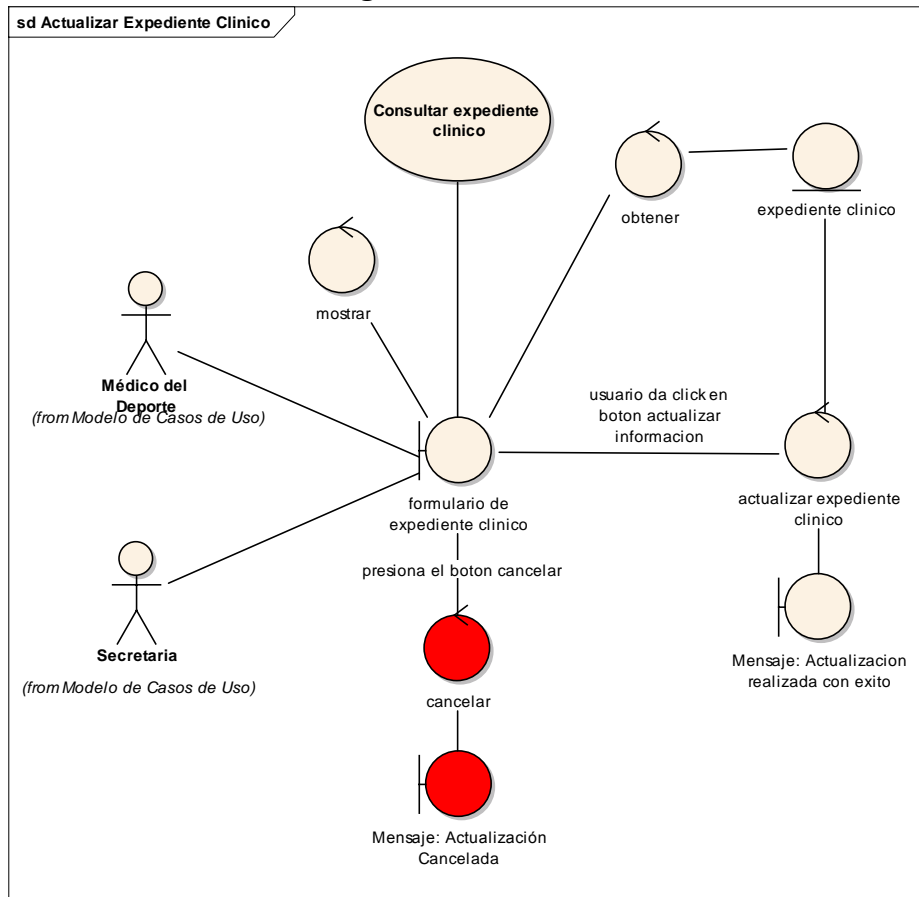 sd Actualizar Expediente Clinico
Consultar expediente
clinico
obtener
expediente clinico
mostrar
Médico del
Deporte
(from Modelo de Casos de Uso)
usuario da click en
boton actualizar
informacion
formulario de
expediente clinico
actualizar expediente
clinico
presiona el boton cancelar
Secretaria
(from Modelo de Casos de Uso)
cancelar
Mensaje: Actualizacion
realizada con exito
Mensaje: Actualización
Cancelada